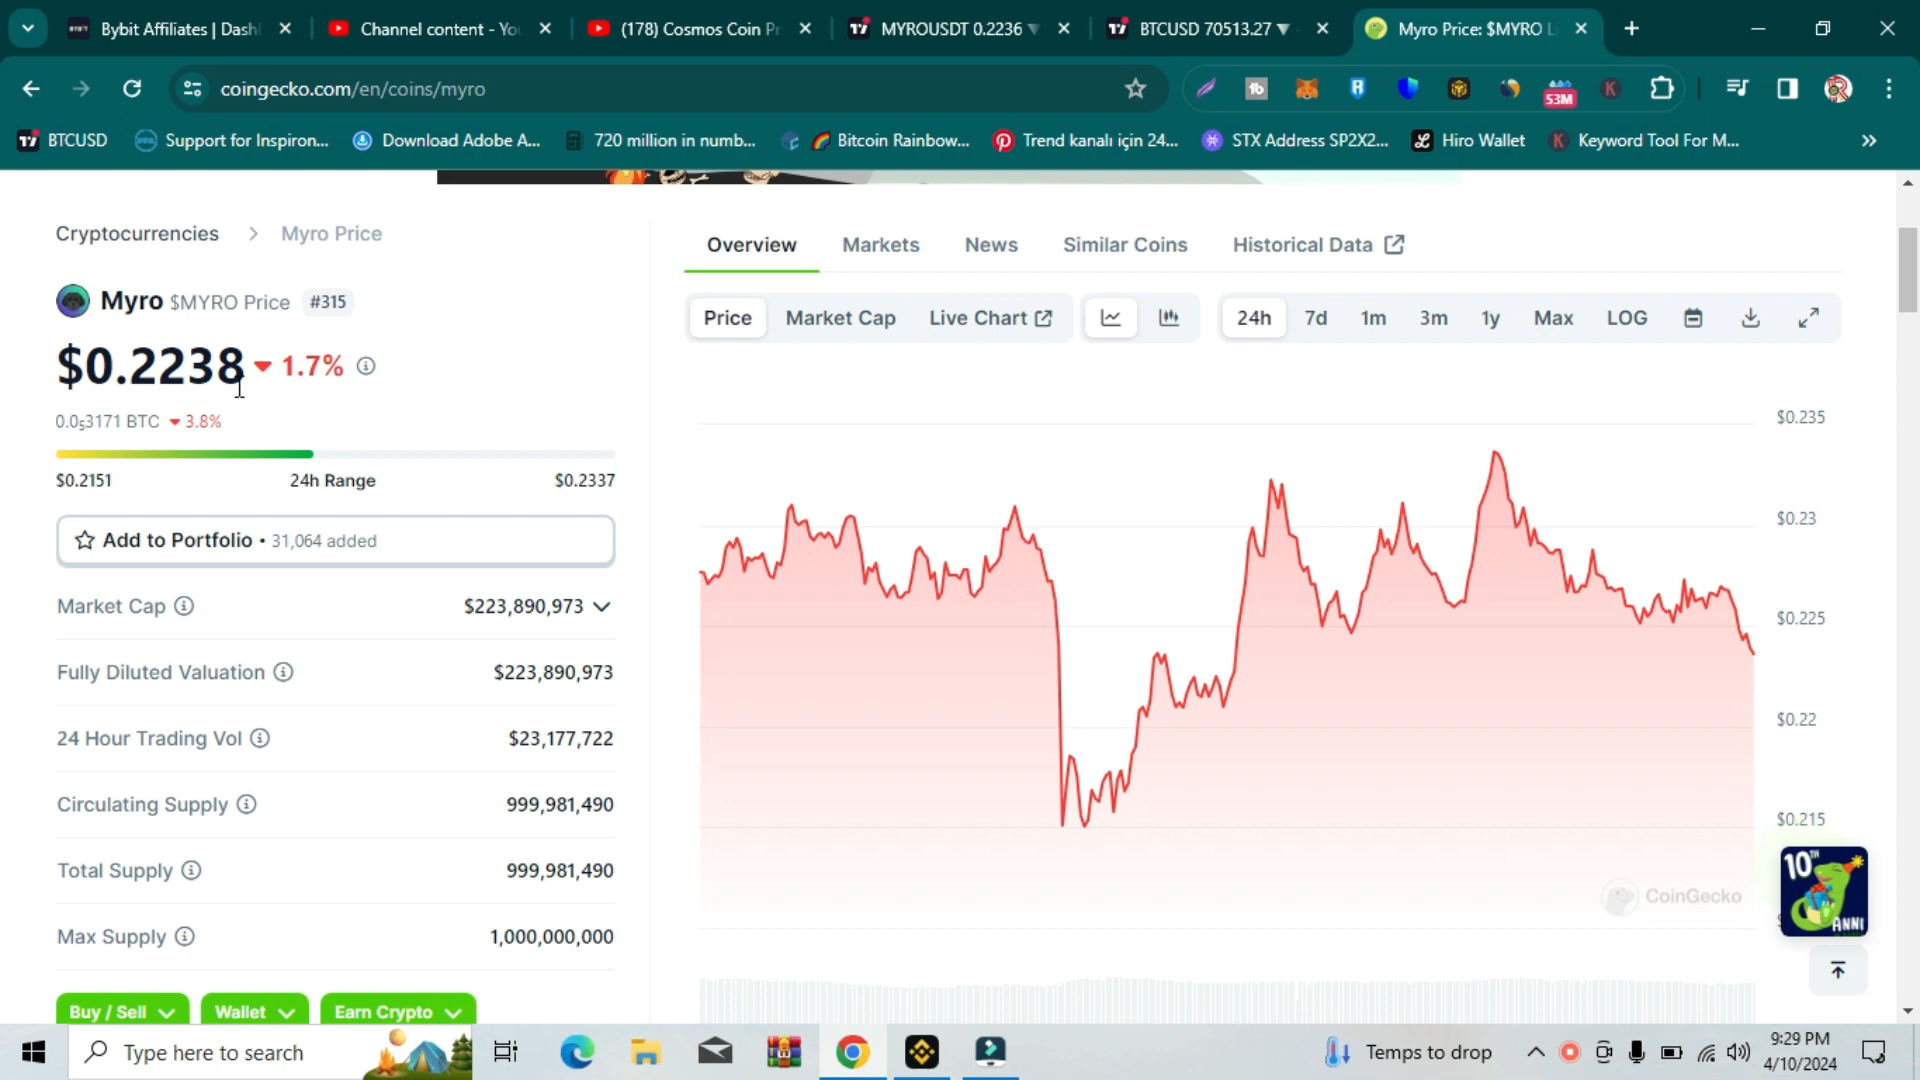 Bybit Affiliates | Dash
Channel content - Yo
(178) Cosmos Coin Pr
MYROUSDT 0.2236 ▼
BTCUSD 70513.27 ▼
Myro Price: $MYRO L
coingecko.com/en/coins/myro
53M
BTCUSD
Support for Inspiron...
Download Adobe A...
720 million in numb...
Bitcoin Rainbow...
Trend kanalı için 24...
STX Address SP2X2...
Hiro Wallet
Keyword Tool For M...
Cryptocurrencies > Myro Price
Myro $MYRO Price #315
$0.2238 ▼ 1.7%
0.0₅3171 BTC ▼ 3.8%
$0.2151 24h Range $0.2337
Add to Portfolio • 31,064 added
Market Cap $223,890,973
Fully Diluted Valuation $223,890,973
24 Hour Trading Vol $23,177,722
Circulating Supply 999,981,490
Total Supply 999,981,490
Max Supply 1,000,000,000
Buy / Sell Wallet Earn Crypto
Overview Markets News Similar Coins Historical Data
Price Market Cap Live Chart 24h 7d 1m 3m 1y Max LOG
$0.235
$0.23
$0.225
$0.22
$0.215
CoinGecko
10TH
ANNI
Type here to search
Temps to drop
9:29 PM
4/10/2024